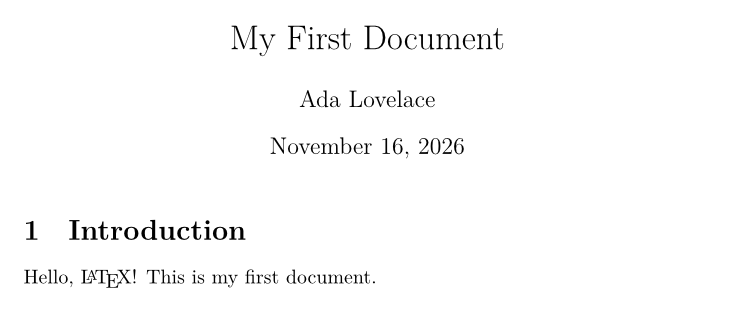 My First Document
Ada Lovelace
November 16, 2026
1 Introduction
Hello, LATEX! This is my first document.